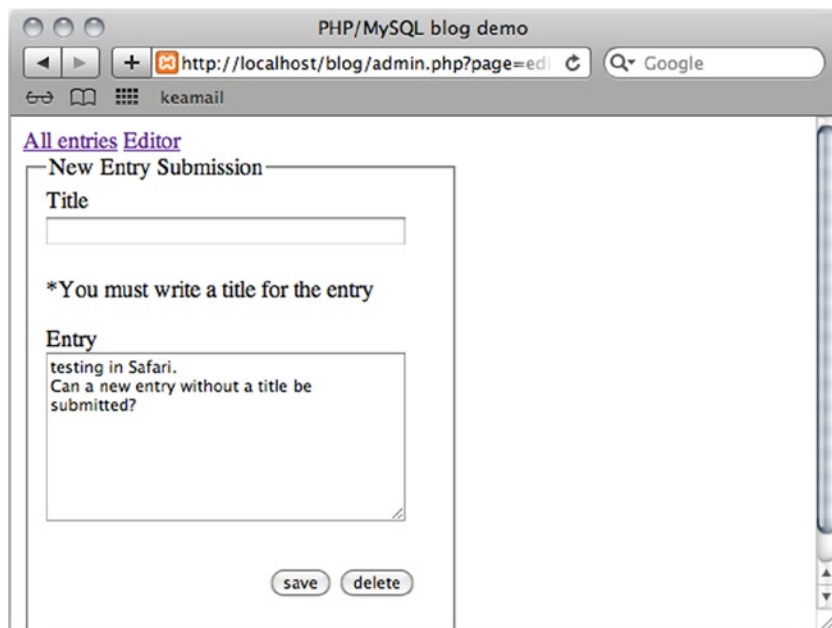 PHP/MySQL blog demo
http://localhost/blog/admin.php?page=edi
Google
keamail
All entries Editor
New Entry Submission
Title
*You must write a title for the entry
Entry
testing in Safari.
Can a new entry without a title be
submitted?
save delete